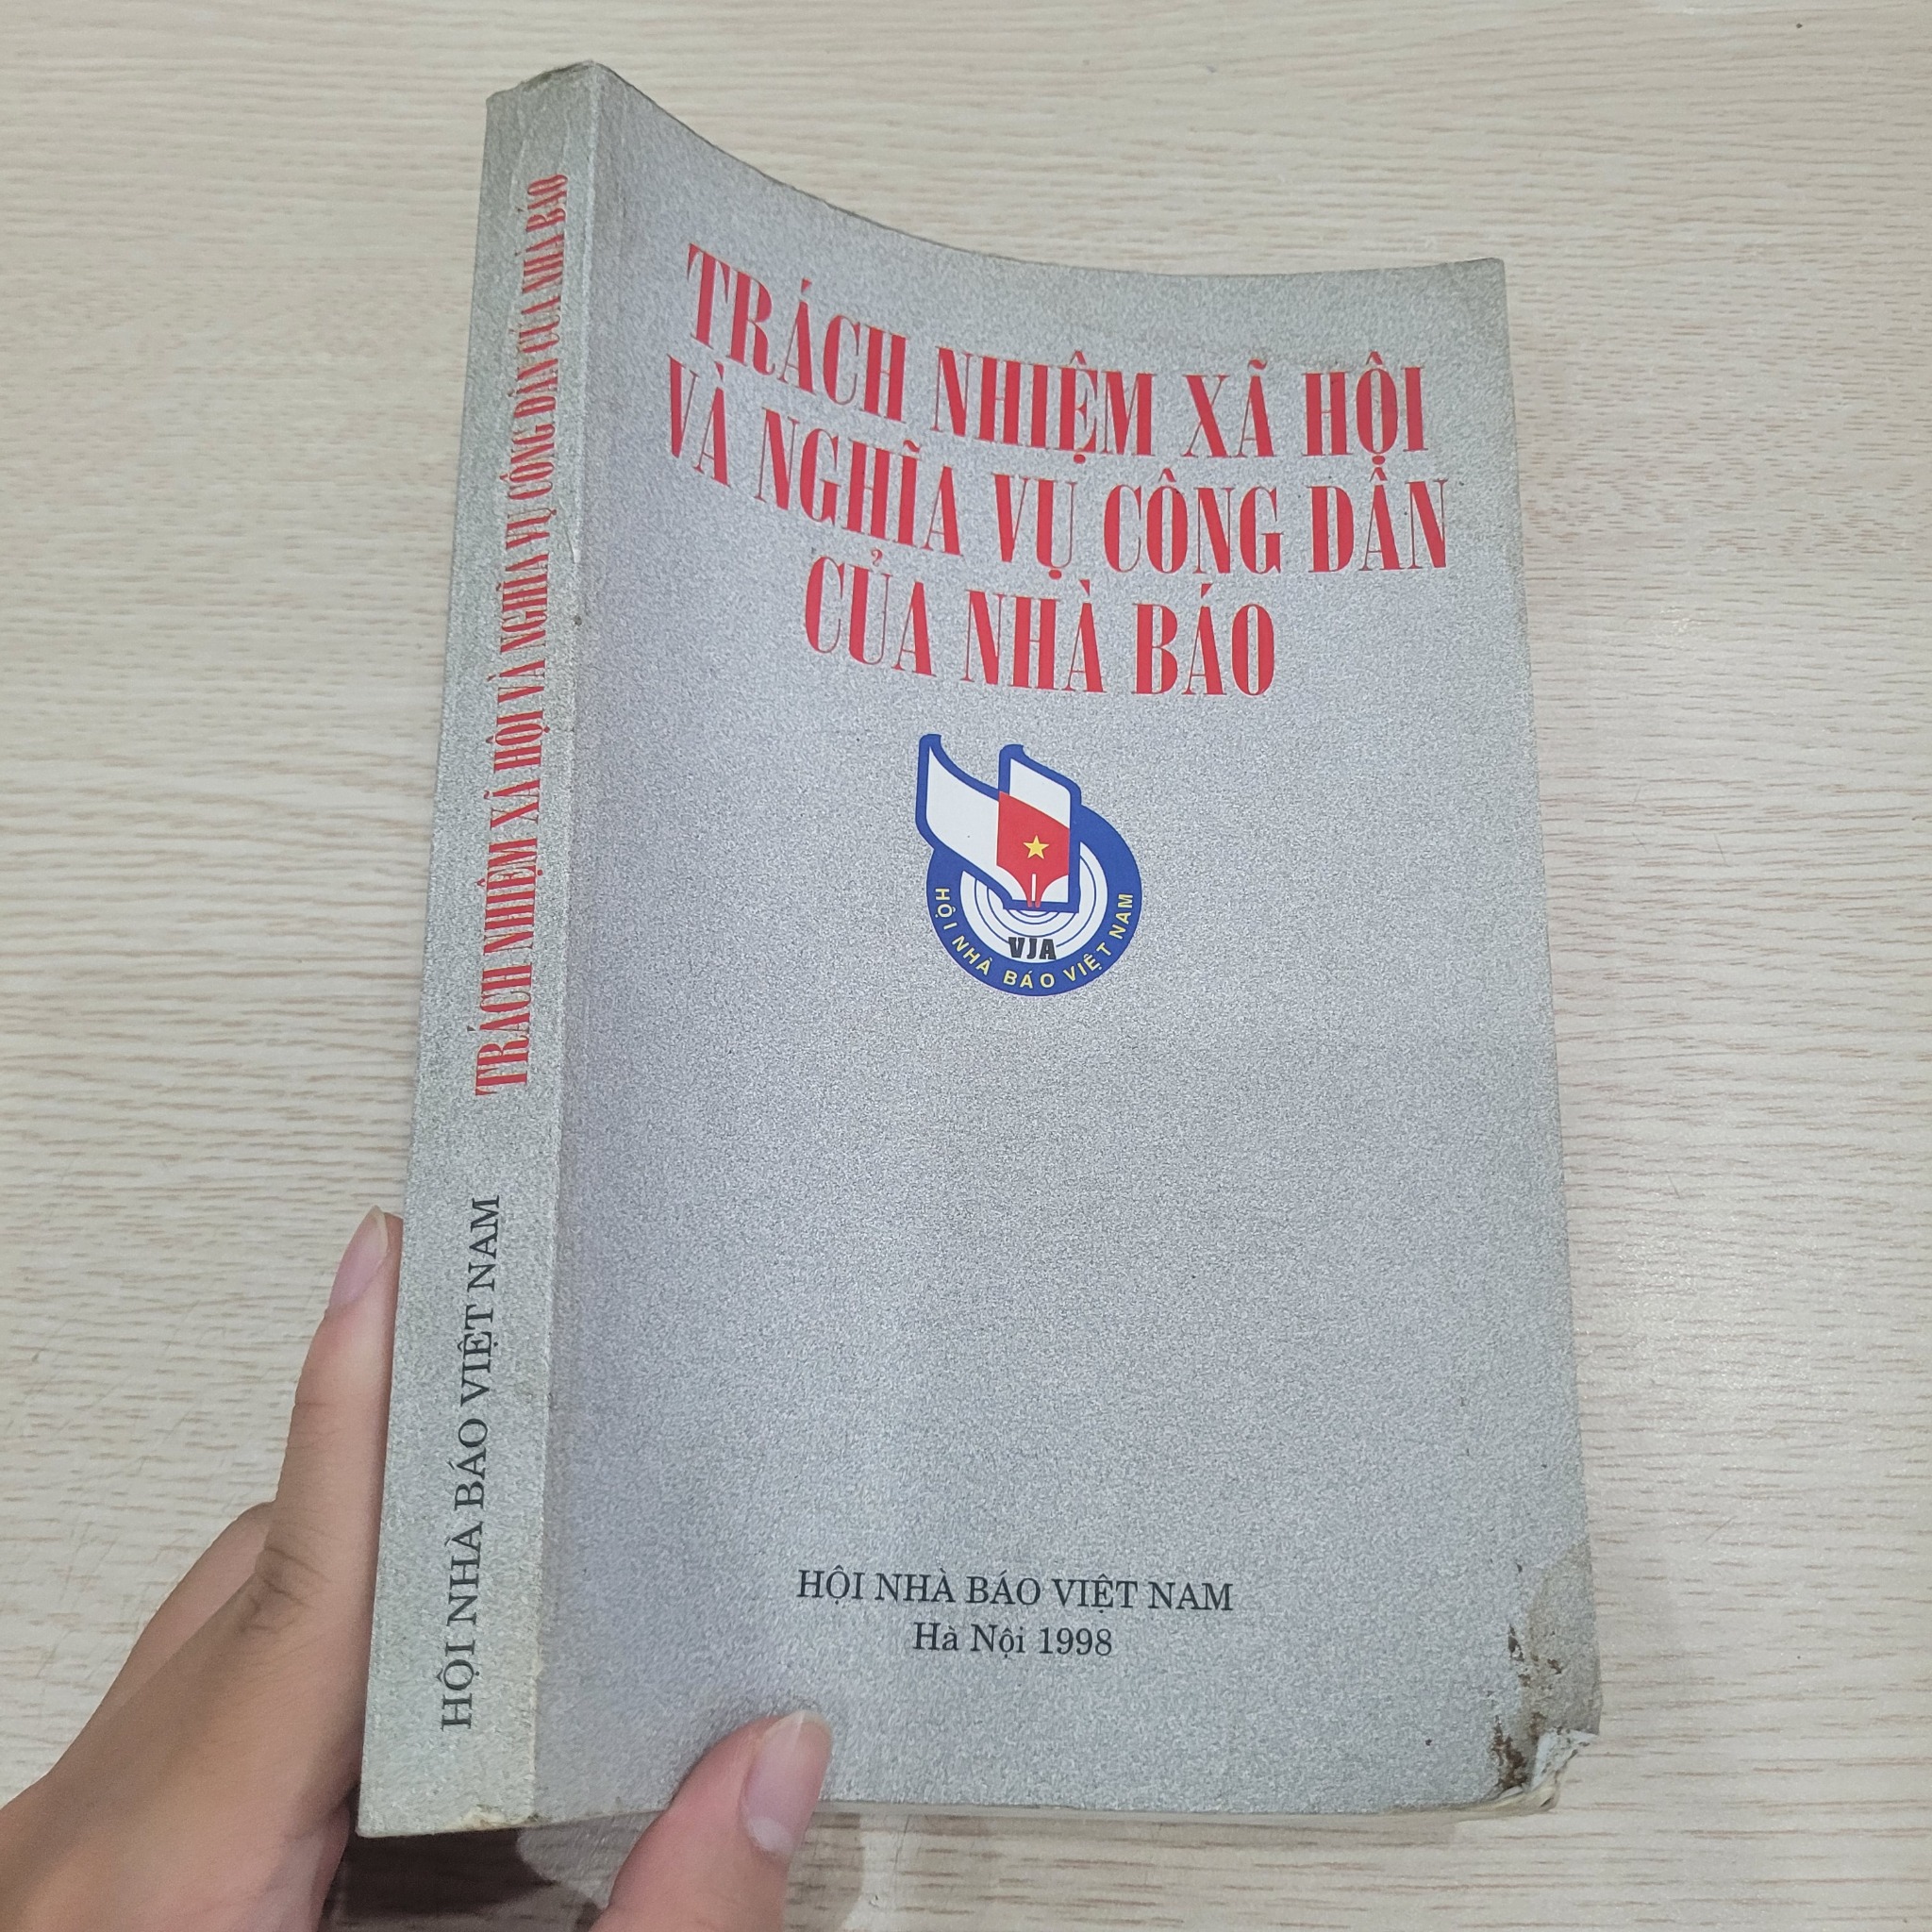 TRÁCH NHIỆM XÃ HỘI VÀ NGHĨA VỤ CÔNG DÂN CỦA NHÀ BÁO
HỘI NHÀ BÁO VIỆT NAM
TRÁCH NHIỆM XÃ HỘI
VÀ NGHĨA VỤ CÔNG DÂN
CỦA NHÀ BÁO
VJA
HỘI NHÀ BÁO VIỆT NAM
HỘI NHÀ BÁO VIỆT NAM
Hà Nội 1998